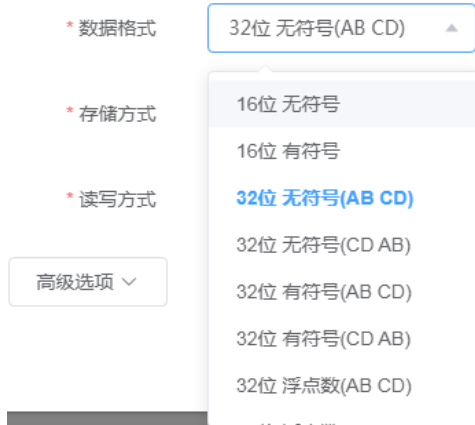 * 数据格式
32位 无符号(AB CD)
* 存储方式
* 读写方式
高级选项
16位 无符号
16位 有符号
32位 无符号(AB CD)
32位 无符号(CD AB)
32位 有符号(AB CD)
32位 有符号(CD AB)
32位 浮点数(AB CD)